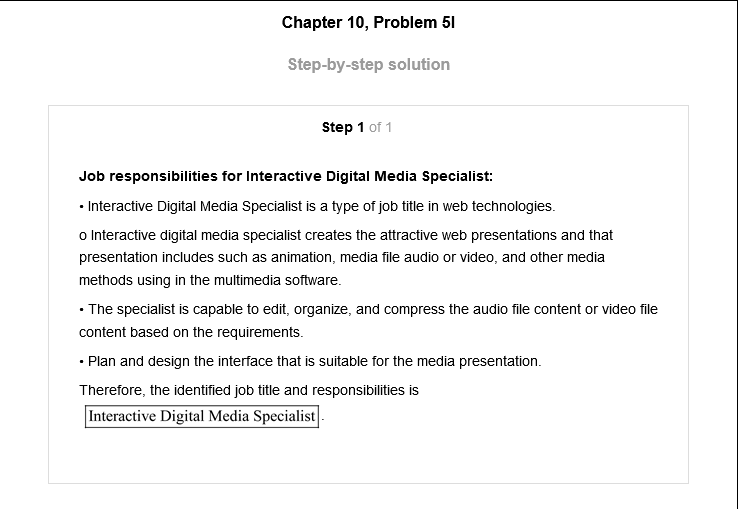 Chapter 10, Problem 5I
Step-by-step solution
Step 1 of 1
Job responsibilities for Interactive Digital Media Specialist:
• Interactive Digital Media Specialist is a type of job title in web technologies.
o Interactive digital media specialist creates the attractive web presentations and that
presentation includes such as animation, media file audio or video, and other media
methods using in the multimedia software.
• The specialist is capable to edit, organize, and compress the audio file content or video file
content based on the requirements.
• Plan and design the interface that is suitable for the media presentation.
Therefore, the identified job title and responsibilities is
Interactive Digital Media Specialist.